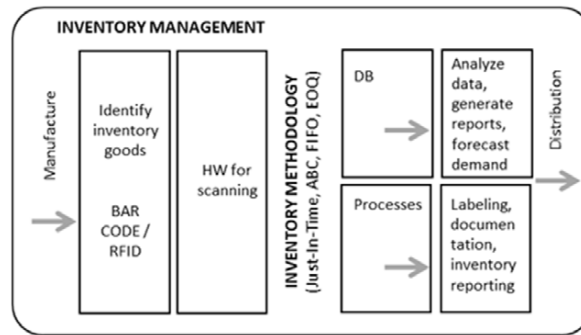 INVENTORY MANAGEMENT
Manufacture
Identify
inventory
goods
BAR
CODE /
RFID
HW for
scanning
INVENTORY METHODOLOGY
(Just-In-Time, ABC, FIFO, EOQ)
DB
Analyze
data,
generate
reports,
forecast
demand
Processes
Labeling,
documen
tation,
inventory
reporting
Distribution